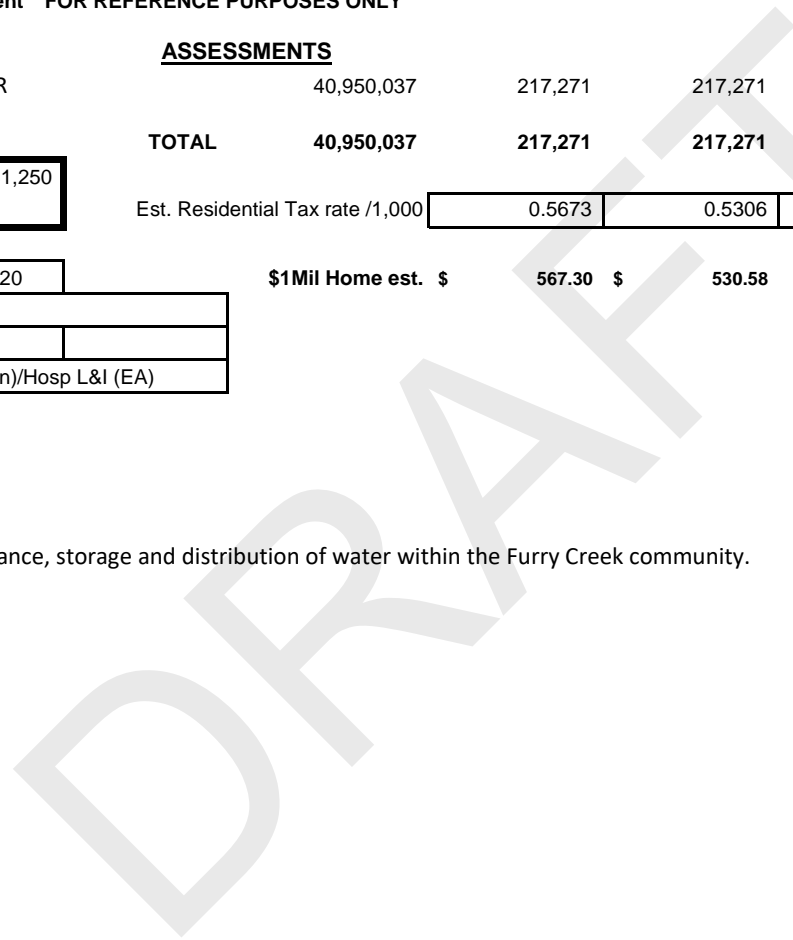 FOR REFERENCE PURPOSES ONLY
ASSESSMENTS
R 40,950,037 217,271 217,271
TOTAL 40,950,037 217,271 217,271
1,250
Est. Residential Tax rate /1,000 0.5673 0.5306
20 $1Mil Home est. $ 567.30 $ 530.58
n)/Hosp L&I (EA)
ance, storage and distribution of water within the Furry Creek community.
DRAFT